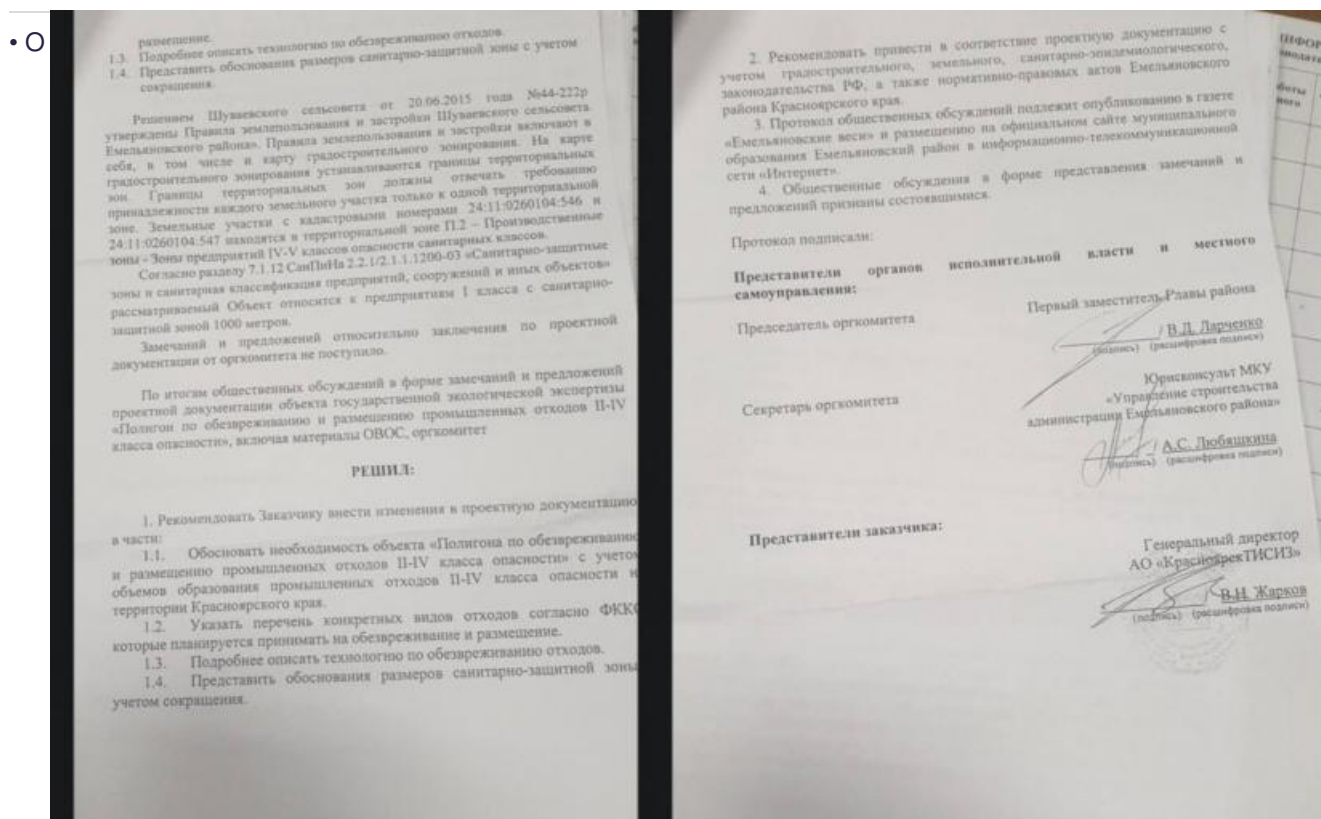 • О
размещение.
1.3. Подробнее описать технологию по обезвреживанию отходов.
1.4. Представить обоснования размеров санитарно-защитной зоны с учетом
сокращения.
Решением Шуваевского сельсовета от 20.06.2015 года №44-222р
утверждены Правила землепользования и застройки Шуваевского сельсовета
Емельяновского района». Правила землепользования и застройки включают в
себя, в том числе и карту градостроительного зонирования. На карте
градостроительного зонирования устанавливаются границы территориальных
зон. Границы территориальных зон должны отвечать требованию
принадлежности каждого земельного участка только к одной территориальной
зоне. Земельные участки с кадастровыми номерами 24:11:0260104:546 и
24:11:0260104:547 находятся в территориальной зоне П.2 – Производственные
зоны - Зоны предприятий IV-V классов опасности санитарных классов.
Согласно разделу 7.1.12 СанПиНа 2.2.1/2.1.1.1200-03 «Санитарно-защитные
зоны и санитарная классификация предприятий, сооружений и иных объектов»
рассматриваемый Объект относится к предприятиям I класса с санитарно-
защитной зоной 1000 метров.
Замечаний и предложений относительно заключения по проектной
документации от оргкомитета не поступило.
По итогам общественных обсуждений в форме замечаний и предложений
проектной документации объекта государственной экологической экспертизы
«Полигон по обезвреживанию и размещению промышленных отходов II-IV
класса опасности», включая материалы ОВОС, оргкомитет
РЕШИЛ:
1. Рекомендовать Заказчику внести изменения в проектную документацию
в части:
1.1. Обосновать необходимость объекта «Полигона по обезвреживанию
и размещению промышленных отходов II-IV класса опасности» с учетом
объемов образования промышленных отходов II-IV класса опасности н
территории Красноярского края.
1.2. Указать перечень конкретных видов отходов согласно ФККО
которые планируется принимать на обезвреживание и размещение.
1.3. Подробнее описать технологию по обезвреживанию отходов.
1.4. Представить обоснования размеров санитарно-защитной зоны
учетом сокращения.
2. Рекомендовать привести в соответствие проектную документацию с
учетом градостроительного, земельного, санитарно-эпидемиологического,
законодательства РФ, а также нормативно-правовых актов Емельяновского
района Красноярского края.
3. Протокол общественных обсуждений подлежит опубликованию в газете
«Емельяновские веси» и размещению на официальном сайте муниципального
образования Емельяновский район в информационно-телекоммуникационной
сети «Интернет».
4. Общественные обсуждения в форме представления замечаний и
предложений признаны состоявшимися.
Протокол подписали:
Представители органов исполнительной власти и местного
самоуправления:
Первый заместитель Главы района
Председатель оргкомитета
/ В.Д. Ларченко
(подпись) (расшифровка подписи)
Юрисконсульт МКУ
«Управление строительства
администрации Емельяновского района»
Секретарь оргкомитета
/ А.С. Любяшкина
(подпись) (расшифровка подписи)
Представители заказчика:
Генеральный директор
АО «КрасноярскТИСИЗ»
В.Н. Жарков
(подпись) (расшифровка подписи)